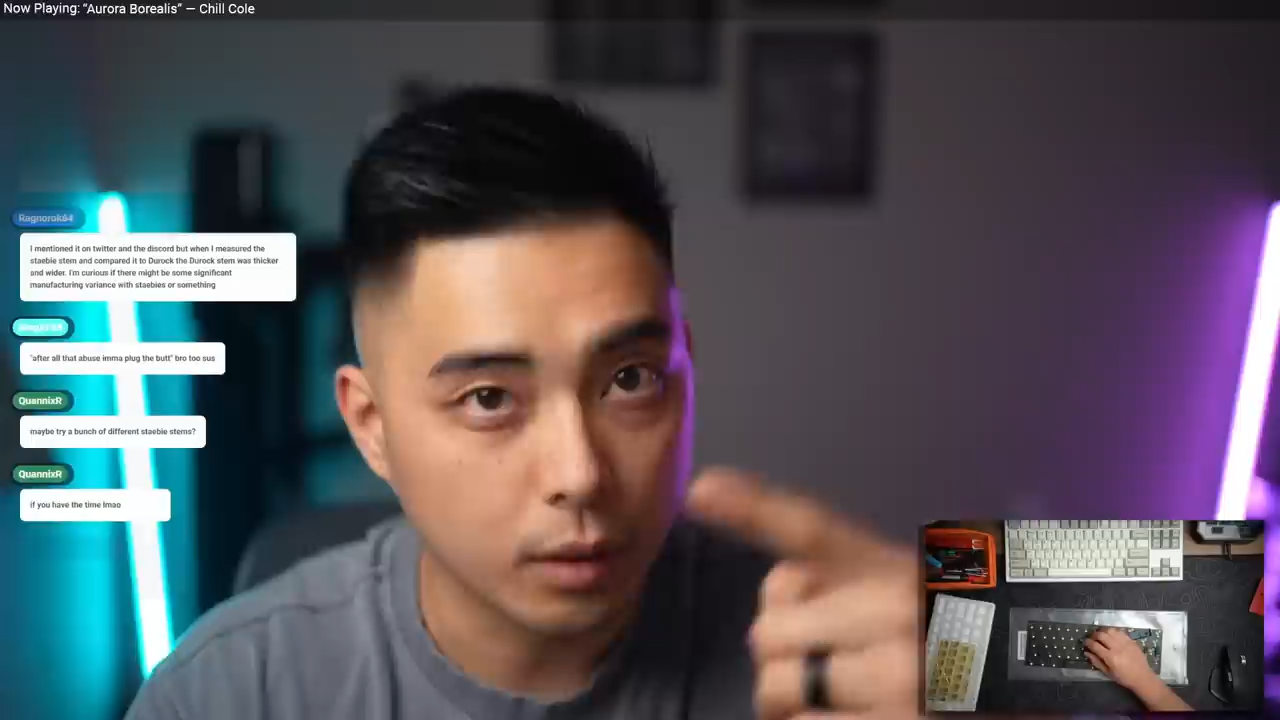 Now Playing: “Aurora Borealis” — Chill Cole
Ragnorok64
I mentioned it on twitter and the discord but when I measured the
staebie stem and compared it to Durock the Durock stem was thicker
and wider. I'm curious if there might be some significant
manufacturing variance with staebies or something
"after all that abuse imma plug the butt" bro too sus
QuannixR
maybe try a bunch of different staebie stems?
QuannixR
if you have the time lmao